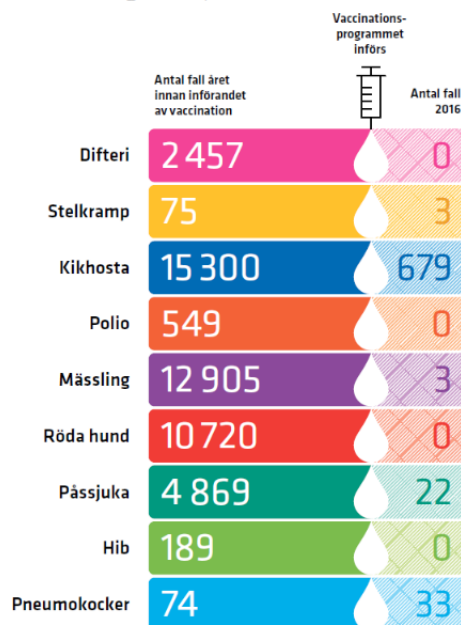 Vaccinations-
programmet
införs
Antal fall året
innan införandet
av vaccination
Antal fall
2016
Difteri 2 457 0
Stelkramp 75 3
Kikhosta 15 300 679
Polio 549 0
Mässling 12 905 3
Röda hund 10 720 0
Påssjuka 4 869 22
Hib 189 0
Pneumokocker 74 33